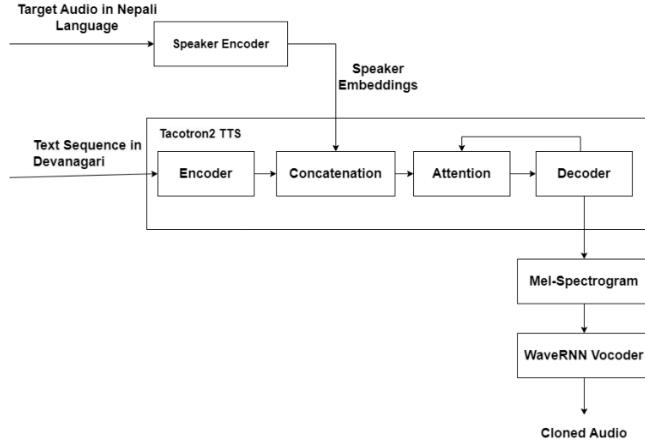 Target Audio in Nepali
Language
Speaker Encoder
Speaker
Embeddings
Text Sequence in
Devanagari
Tacotron2 TTS
Encoder
Concatenation
Attention
Decoder
Mel-Spectrogram
WaveRNN Vocoder
Cloned Audio